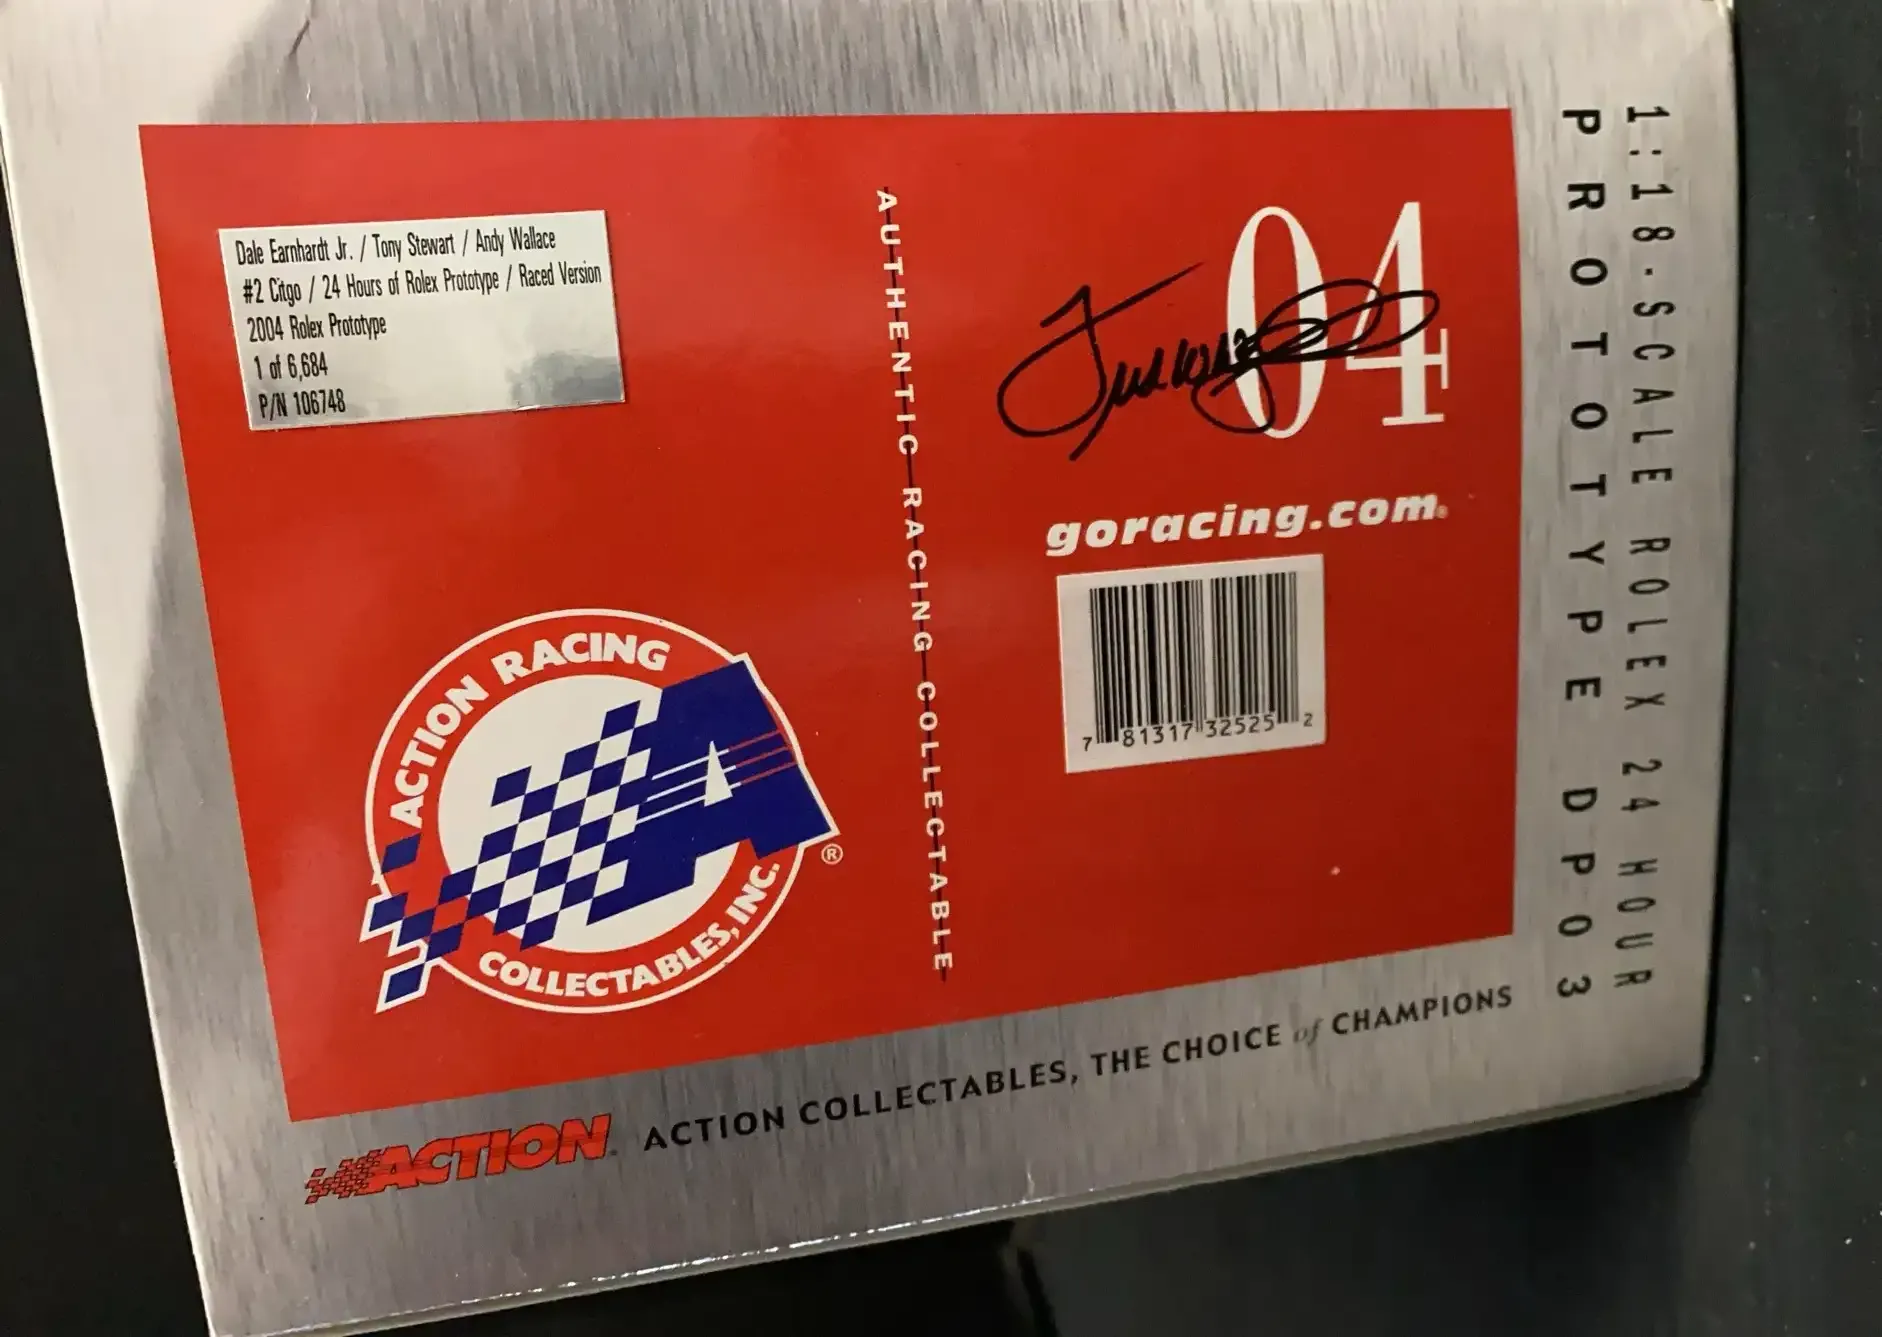 Dale Earnhardt Jr. / Tony Stewart / Andy Wallace
#2 Citgo / 24 Hours of Rolex Prototype / Raced Version
2004 Rolex Prototype
1 of 6,684
P/N 106748
ACTION RACING
COLLECTABLES, INC.
®
AUTHENTIC RACING COLLECTABLE
04
goracing.com®
7 81317 32525 2
1:18-SCALE ROLEX 24 HOUR
PROTOTYPE DP03
ACTION ACTION COLLECTABLES, THE CHOICE of CHAMPIONS